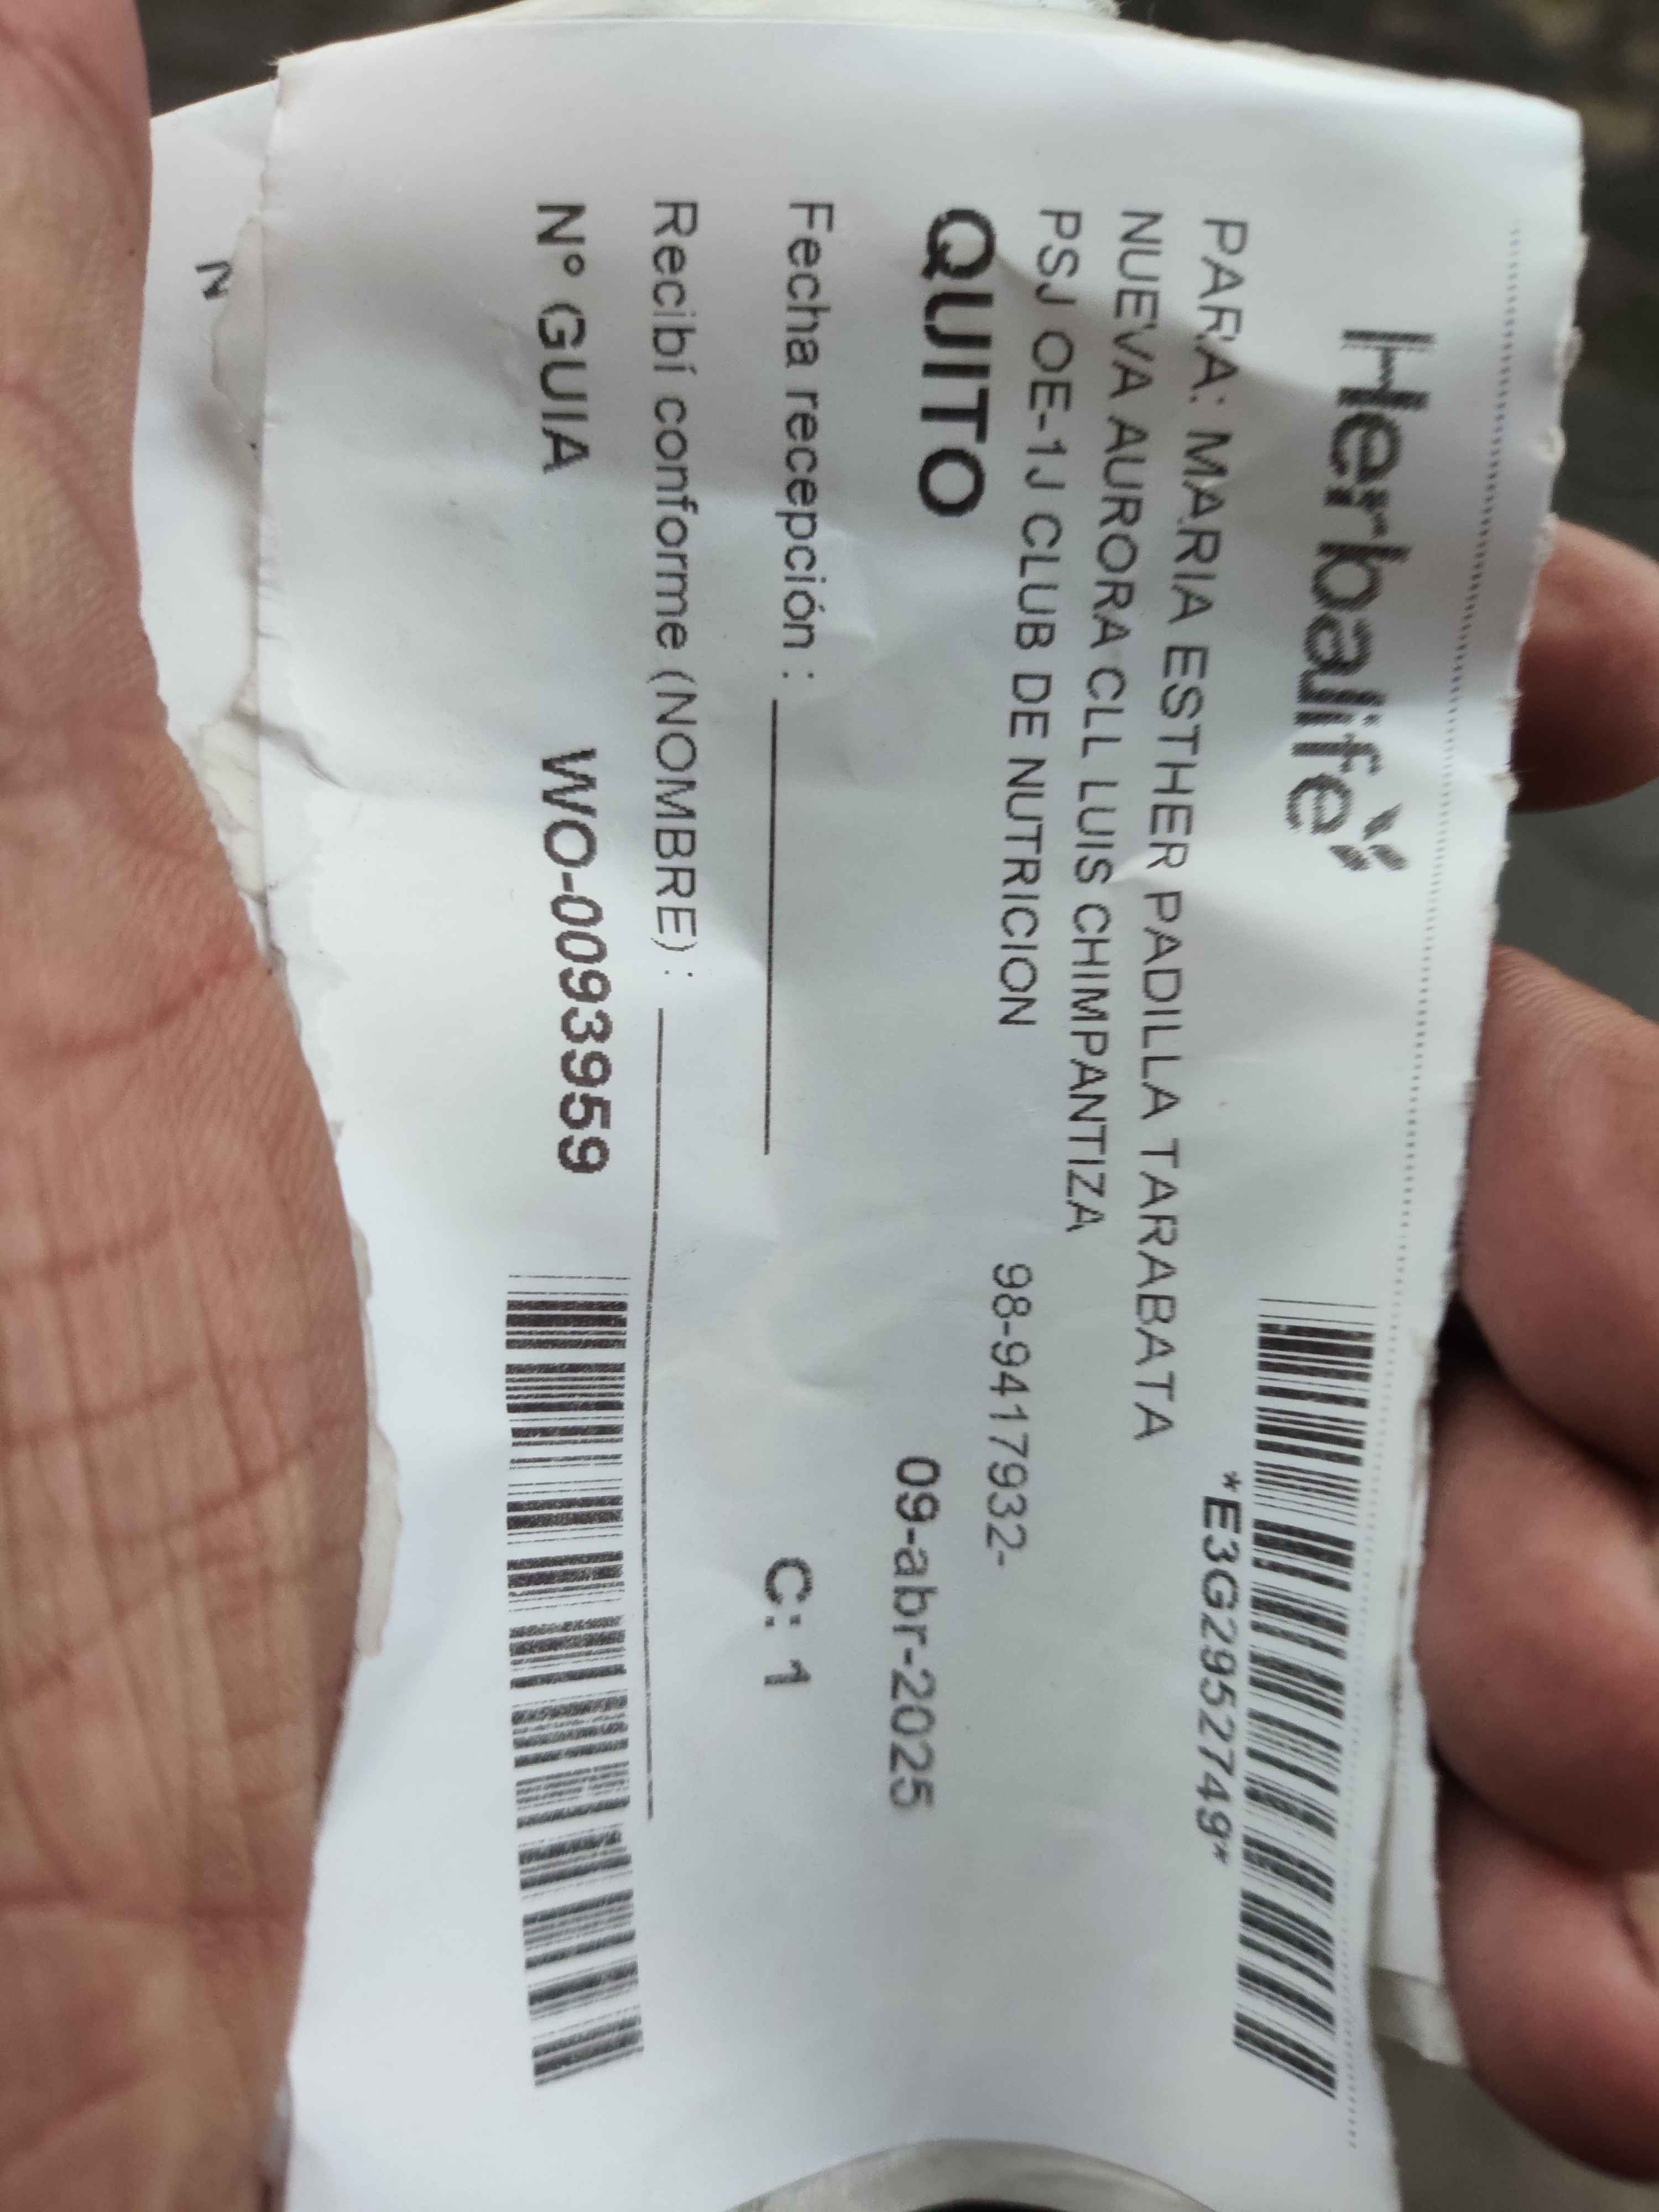 Herbalife
*E3G2952749*
PARA: MARIA ESTHER PADILLA TARABATA
NUEVA AURORA CLL LUIS CHIMPANTIZA
PSJ OE-1J CLUB DE NUTRICION 98-9417932-
QUITO 09-abr-2025
Fecha recepción : C: 1
Recibí conforme (NOMBRE) :
N° GUIA WO-0093959
N